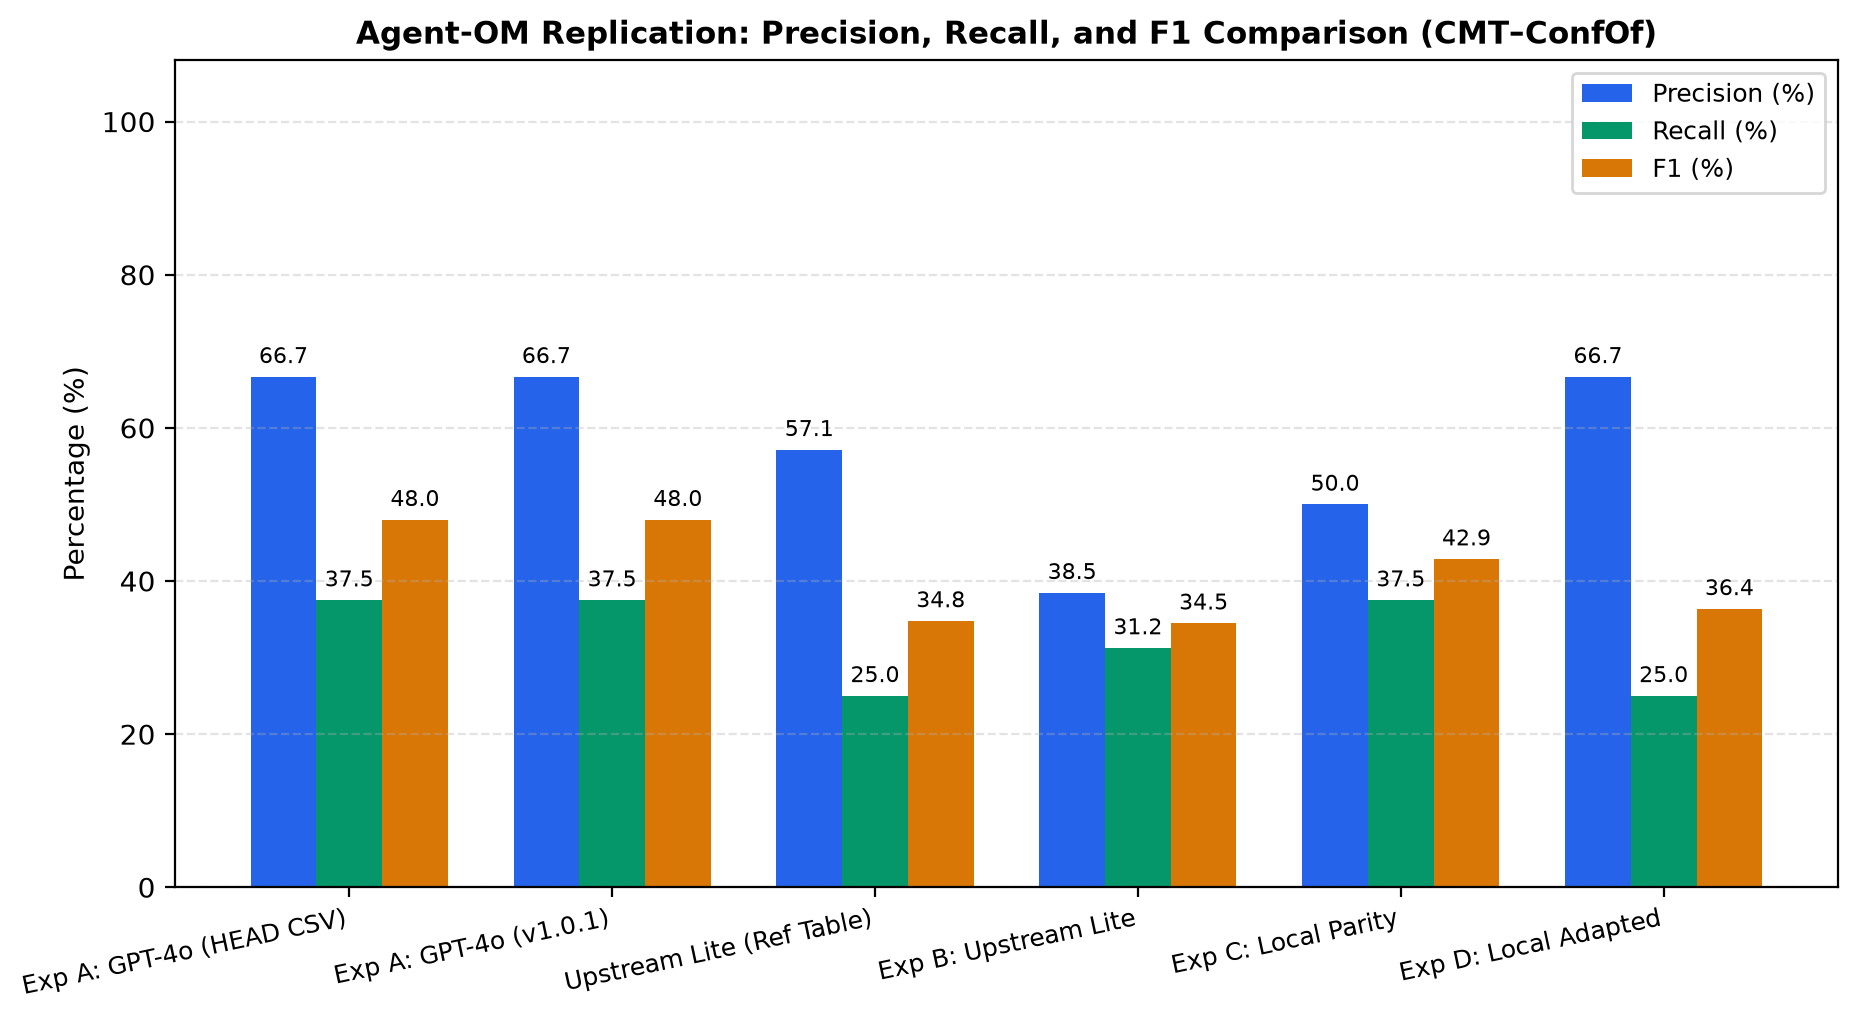 Agent-OM Replication: Precision, Recall, and F1 Comparison (CMT–ConfOf)
Precision (%)
Recall (%)
F1 (%)
Percentage (%)
100
80
60
40
20
0
66.7
37.5
48.0
66.7
37.5
48.0
57.1
25.0
34.8
38.5
31.2
34.5
50.0
37.5
42.9
66.7
25.0
36.4
Exp A: GPT-4o (HEAD CSV)
Exp A: GPT-4o (v1.0.1)
Upstream Lite (Ref Table)
Exp B: Upstream Lite
Exp C: Local Parity
Exp D: Local Adapted